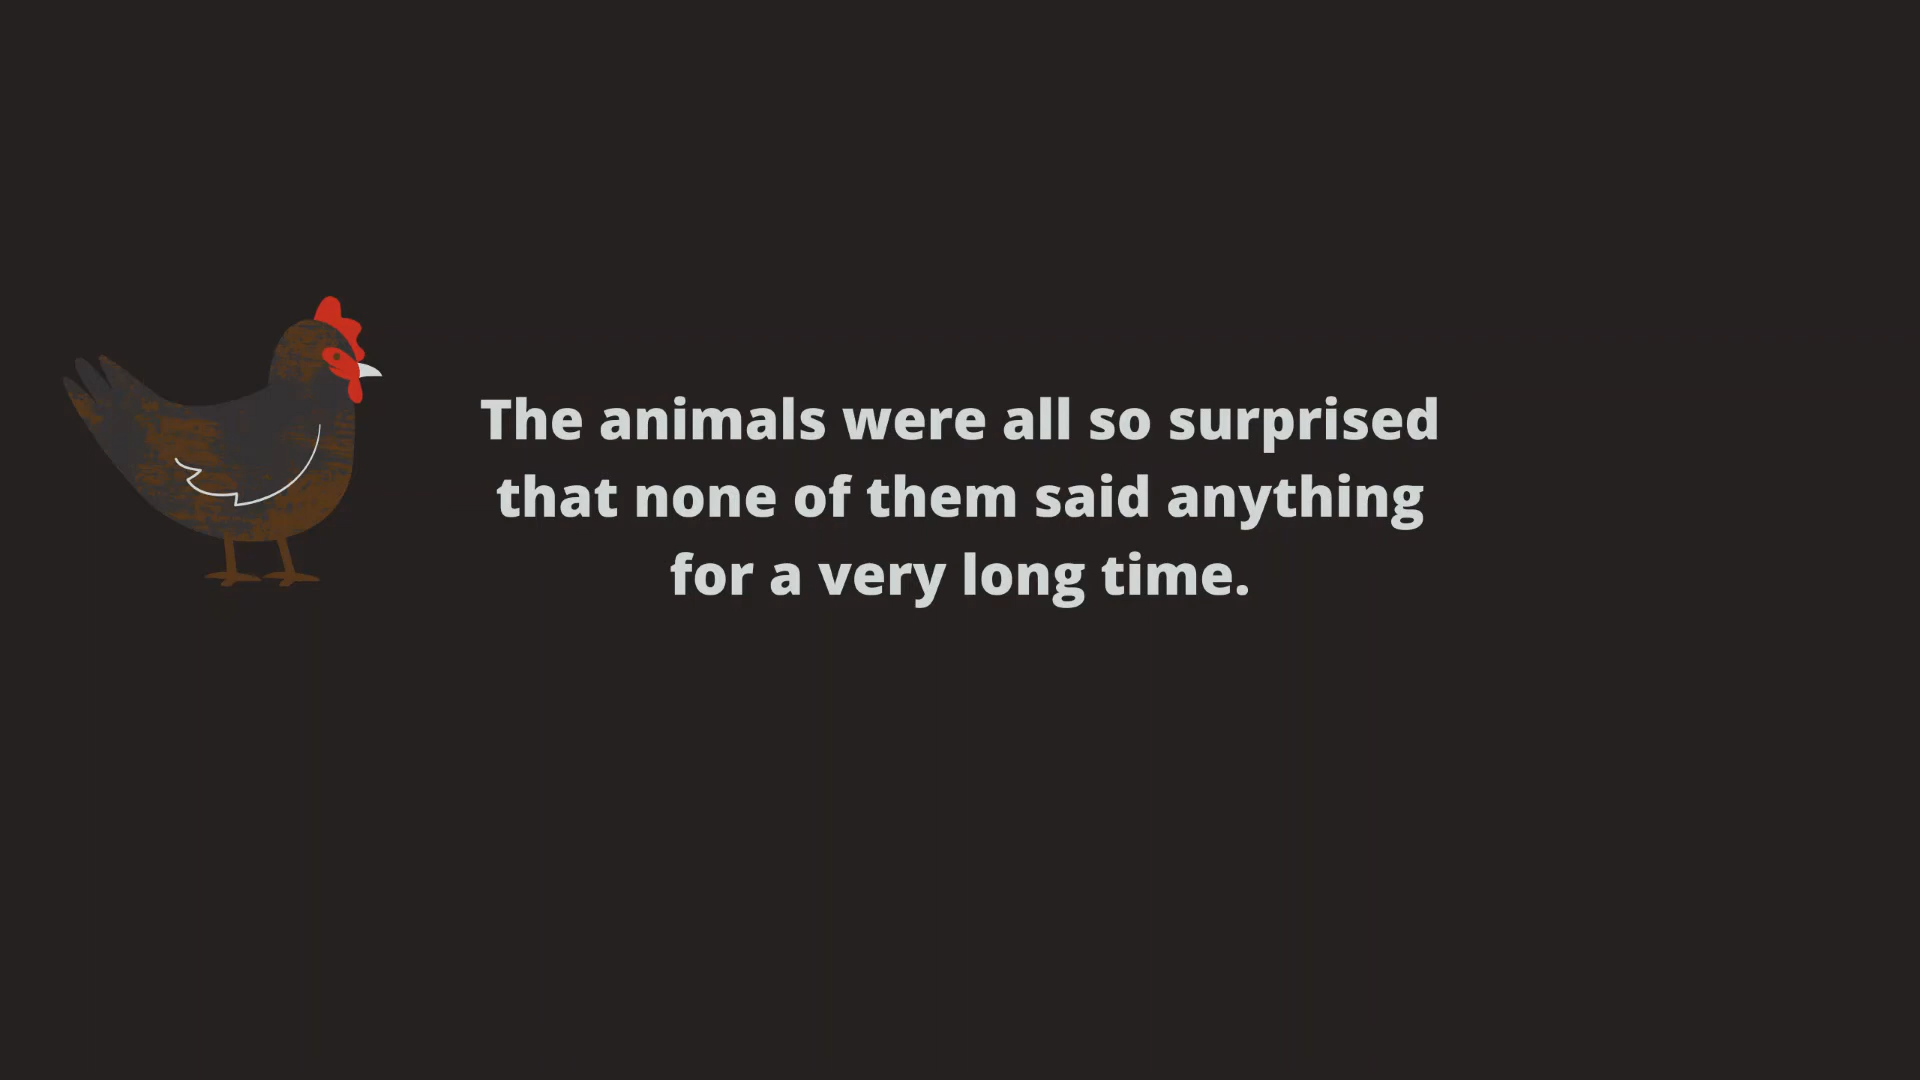 The animals were all so surprised
that none of them said anything
for a very long time.